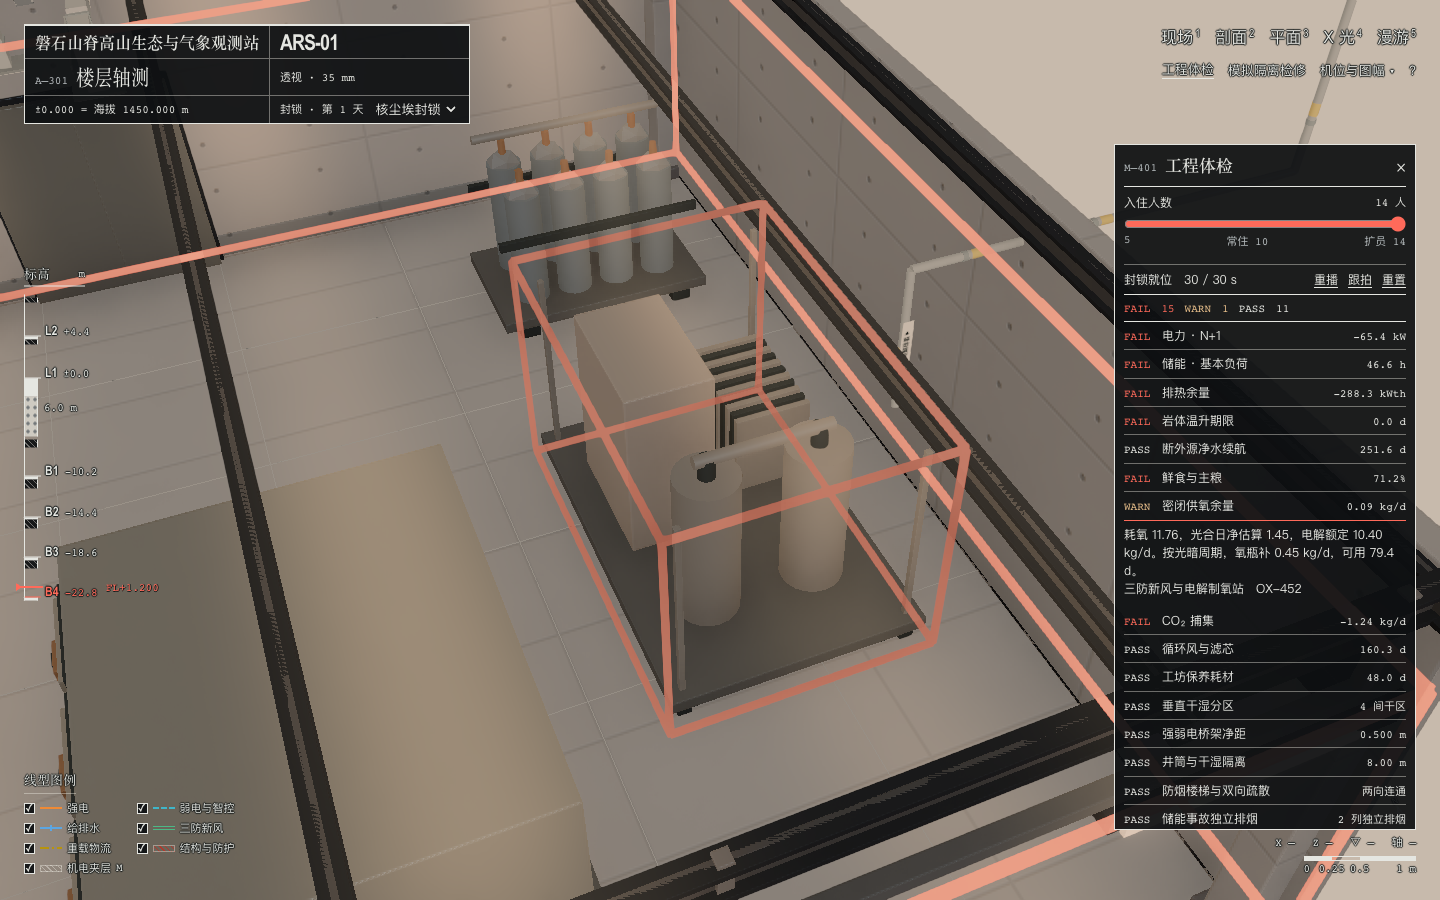 磐石山脊高山生态与气象观测站 ARS-01
A—301 楼层轴测 透视 · 35 mm
±0.000 = 海拔 1450.000 m 封锁 · 第 1 天 核尘埃封锁
现场1 剖面2 平面3 X 光4 漫游5
工程体检 模拟隔离检修 机位与图幅 · ?
M—401 工程体检 ×
入住人数 14 人
5 常住 10 扩员 14
封锁就位 30 / 30 s 重播 跟拍 重置
FAIL 15 WARN 1 PASS 11
FAIL 电力 · N+1 −65.4 kW
FAIL 储能 · 基本负荷 46.6 h
FAIL 排热余量 −288.3 kWth
FAIL 岩体温升期限 0.0 d
PASS 断外源净水续航 251.6 d
FAIL 鲜食与主粮 71.2%
WARN 密闭供氧余量 0.09 kg/d
耗氧 11.76，光合日净估算 1.45，电解额定 10.40
kg/d。按光暗周期，氧瓶补 0.45 kg/d，可用 79.4
d。
三防新风与电解制氧站 OX−452
FAIL CO₂ 捕集 −1.24 kg/d
PASS 循环风与滤芯 160.3 d
PASS 工坊保养耗材 48.0 d
PASS 垂直干湿分区 4 间干区
PASS 强弱电桥架净距 0.500 m
PASS 井筒与干湿隔离 8.00 m
PASS 防烟楼梯与双向疏散 两向连通
PASS 储能事故独立排烟 2 列独立排烟
标高 m
L2 +4.4
L1 ±0.0
6.0 m
B1 −10.2
B2 −14.4
B3 −18.6
B4 −22.8 FL+1.200
线型图例
强电 弱电与智控
给排水 三防新风
重载物流 结构与防护
机电夹层 M
X — Z — ▽ — 轴 —
0 0.25 0.5 1 m